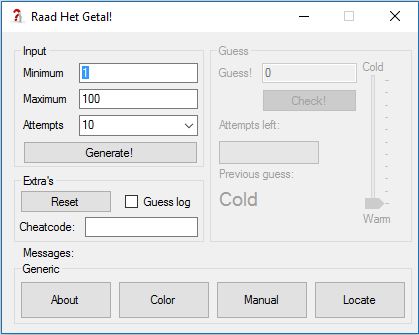 Raad Het Getal!
Input
Minimum 1
Maximum 100
Attempts 10
Generate!
Extra's
Reset Guess log
Cheatcode:
Guess
Guess! 0
Check!
Attempts left:
Previous guess:
Cold
Cold
Warm
Messages:
Generic
About Color Manual Locate